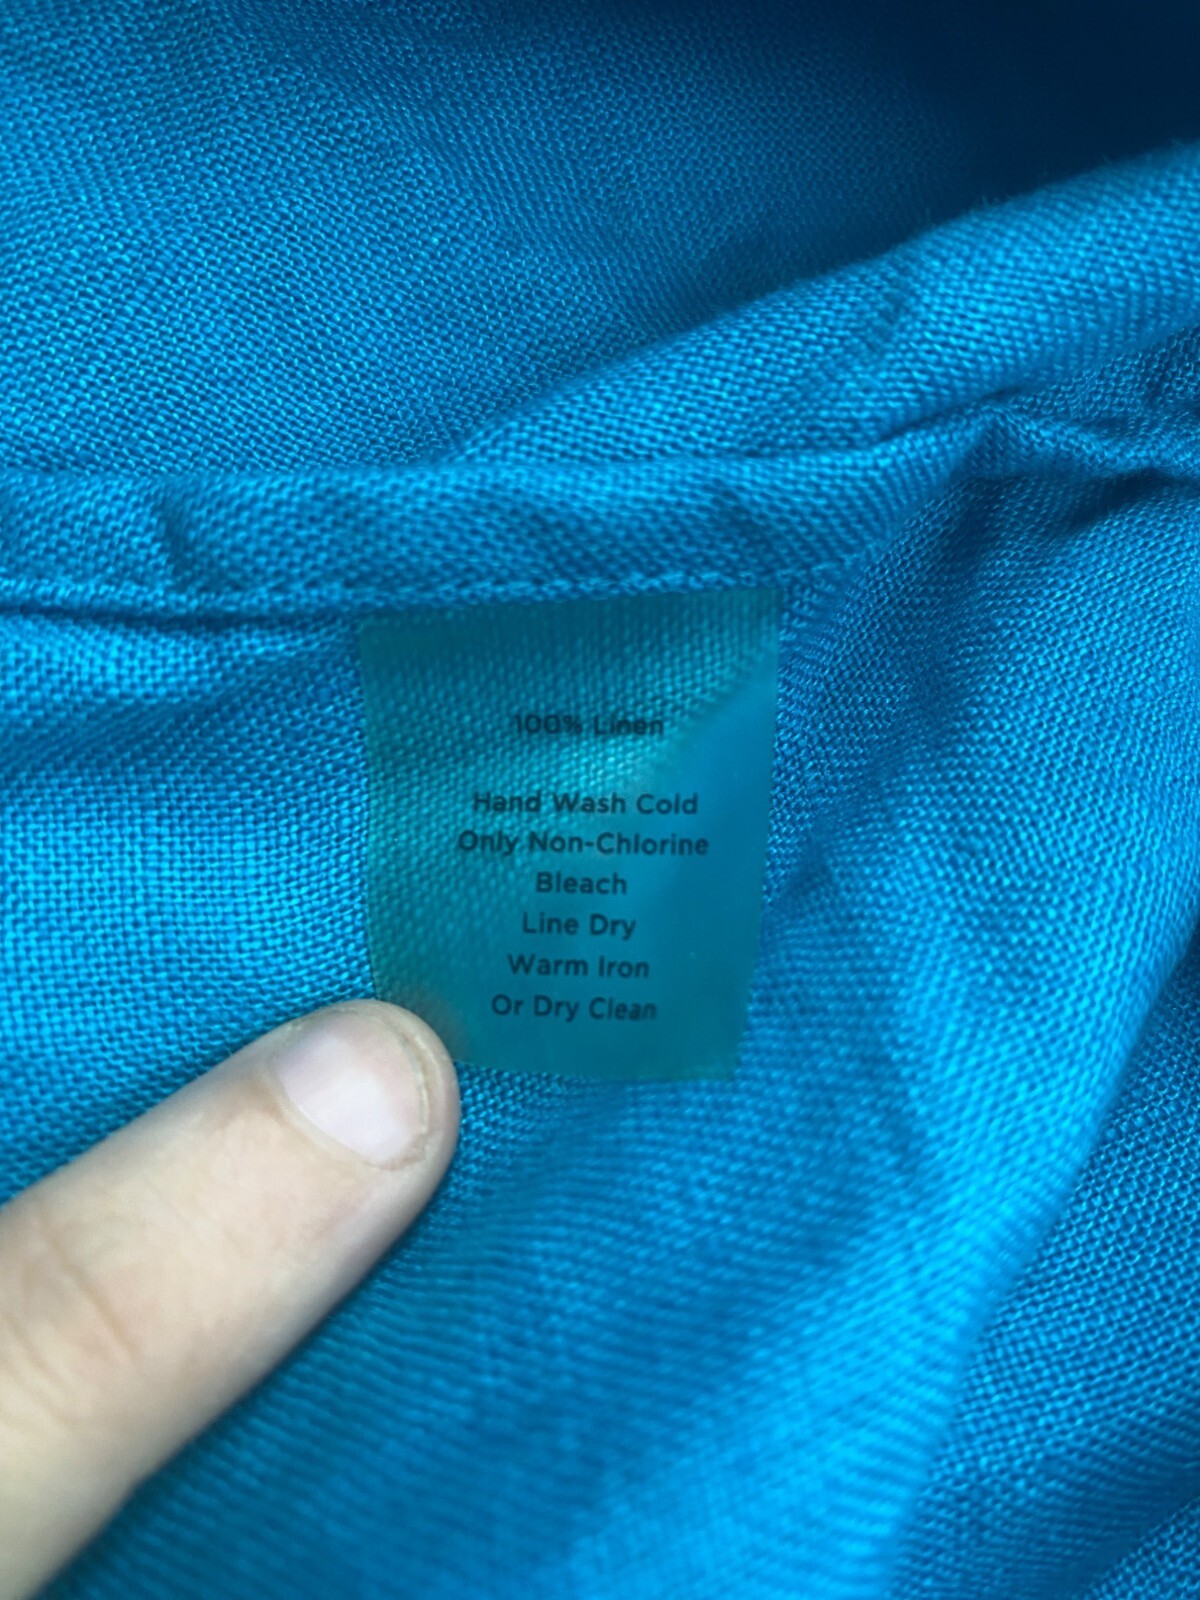 100% Linen
Hand Wash Cold
Only Non-Chlorine
Bleach
Line Dry
Warm Iron
Or Dry Clean